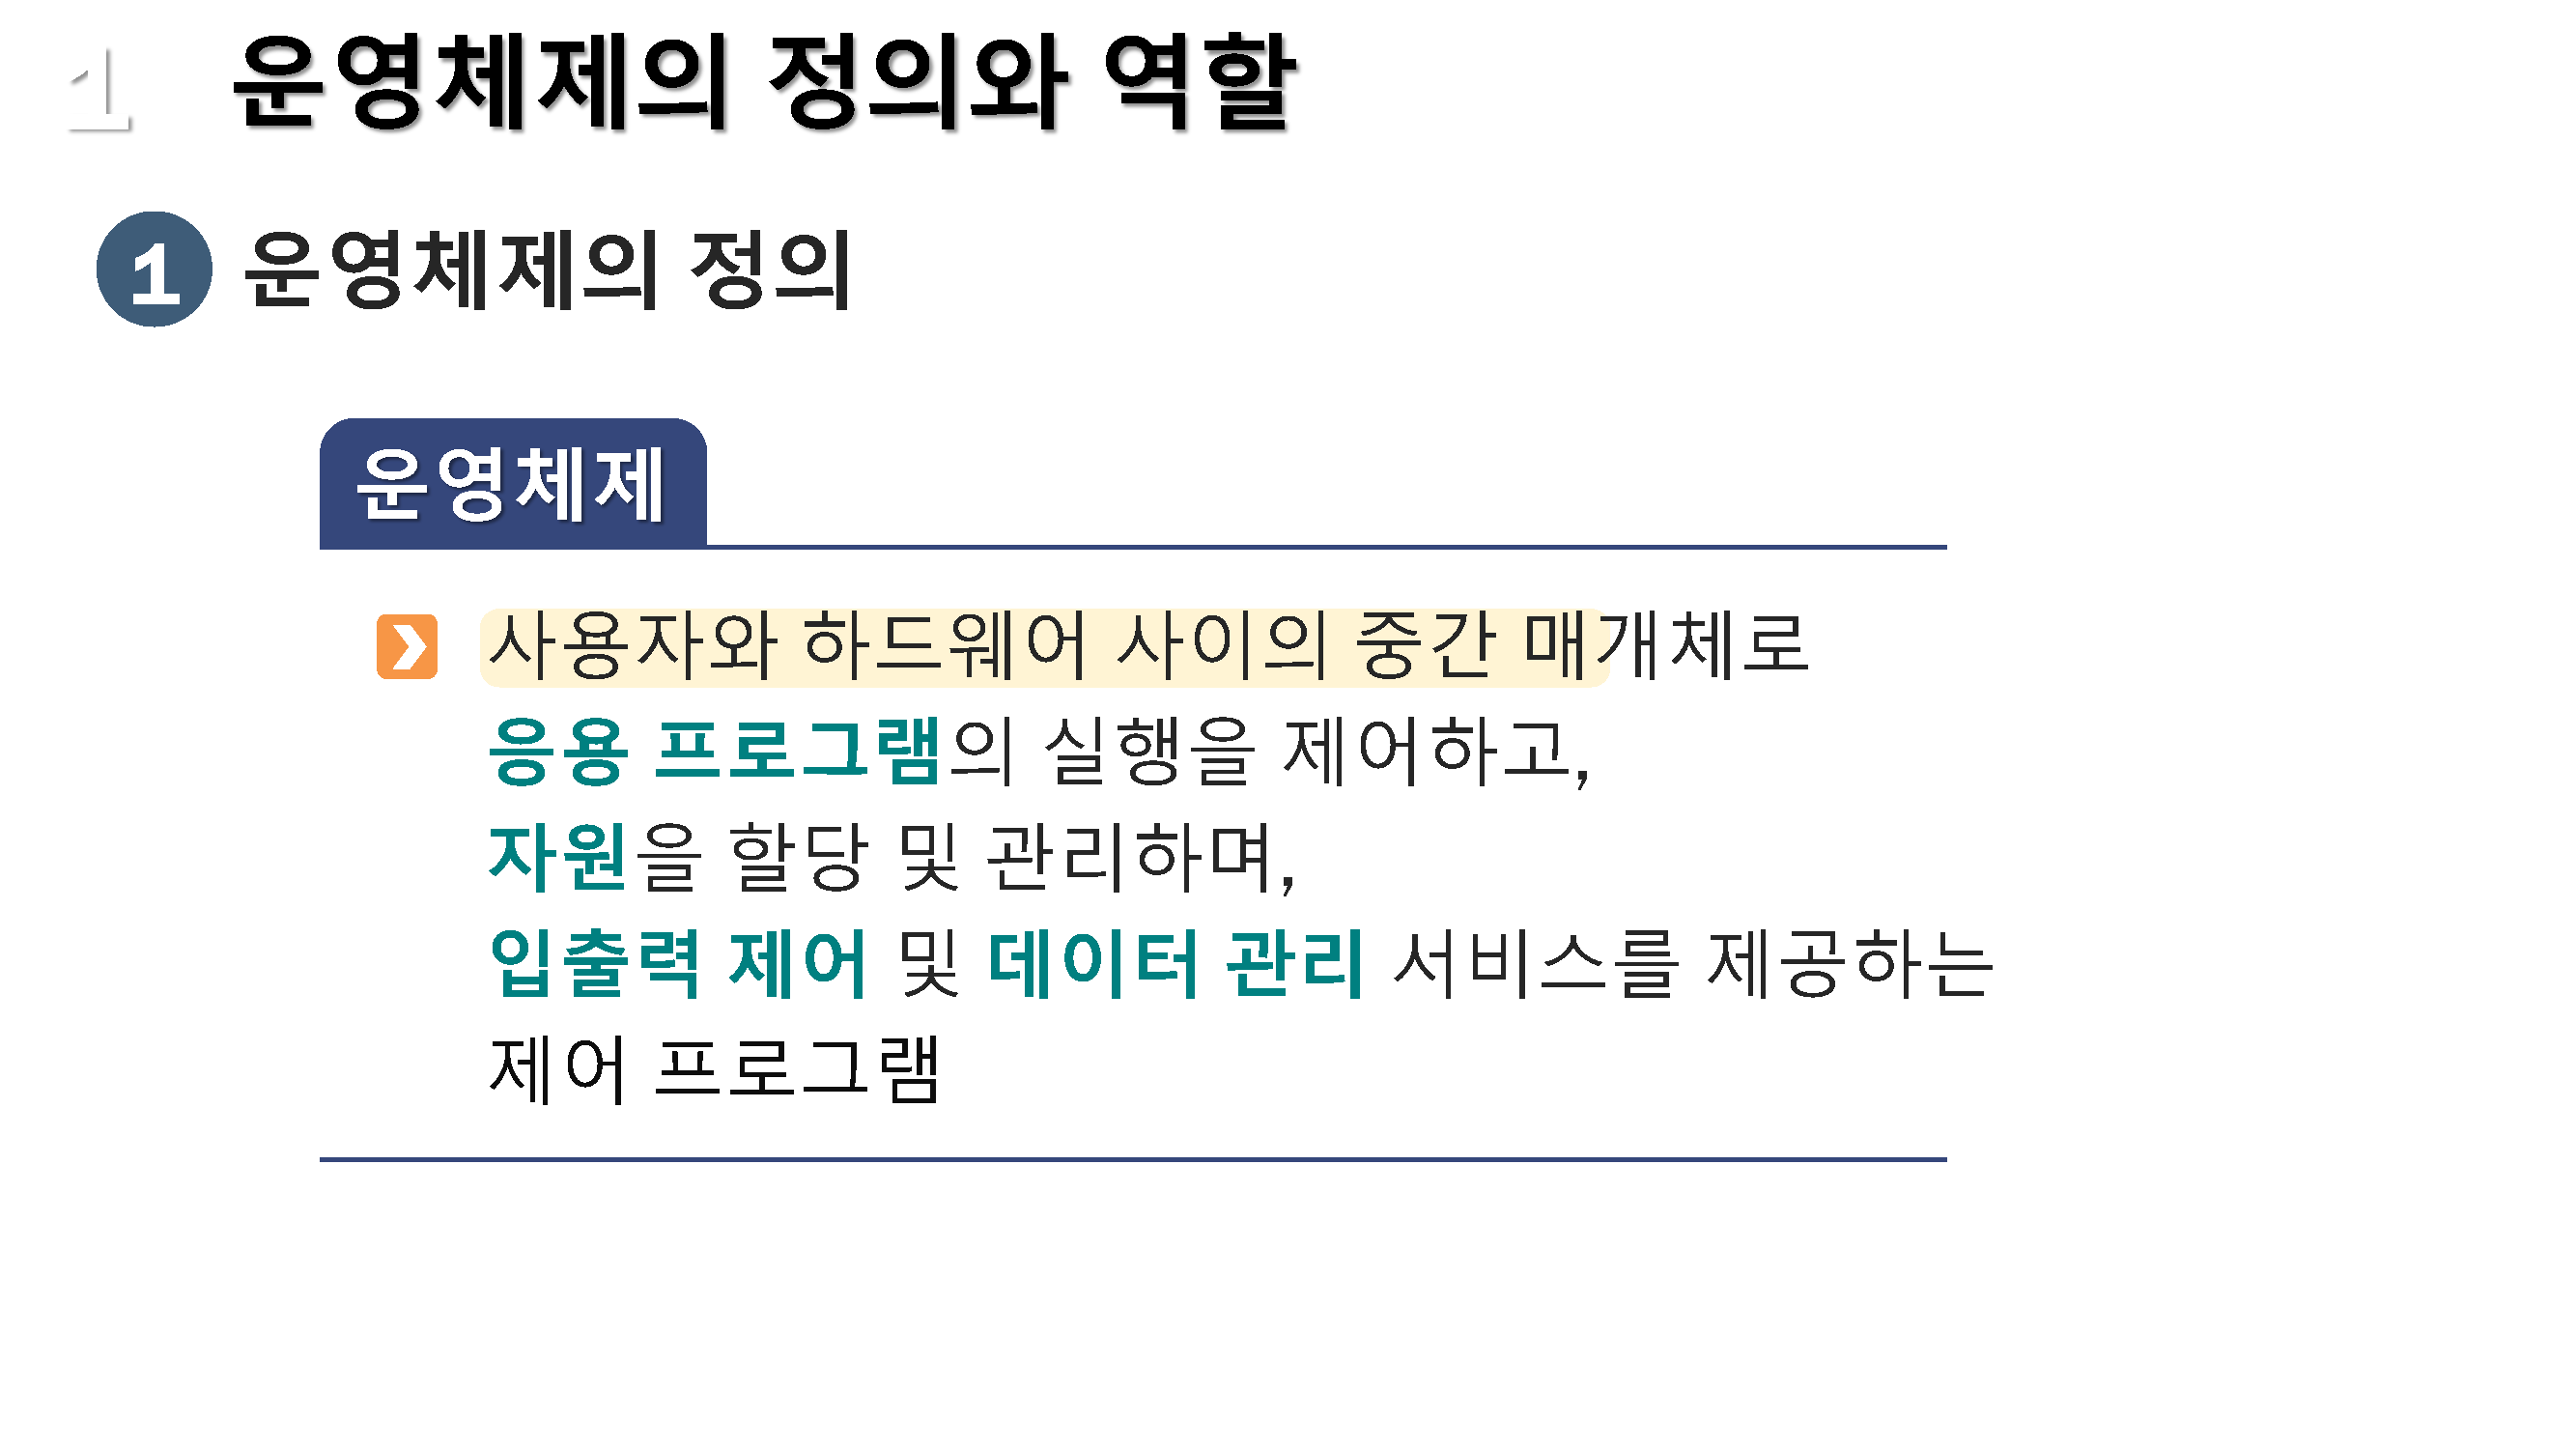 1 운영체제의 정의와 역할
1 운영체제의 정의
운영체제
사용자와 하드웨어 사이의 중간 매개체로
응용 프로그램의 실행을 제어하고,
자원을 할당 및 관리하며,
입출력 제어 및 데이터 관리 서비스를 제공하는
제어 프로그램